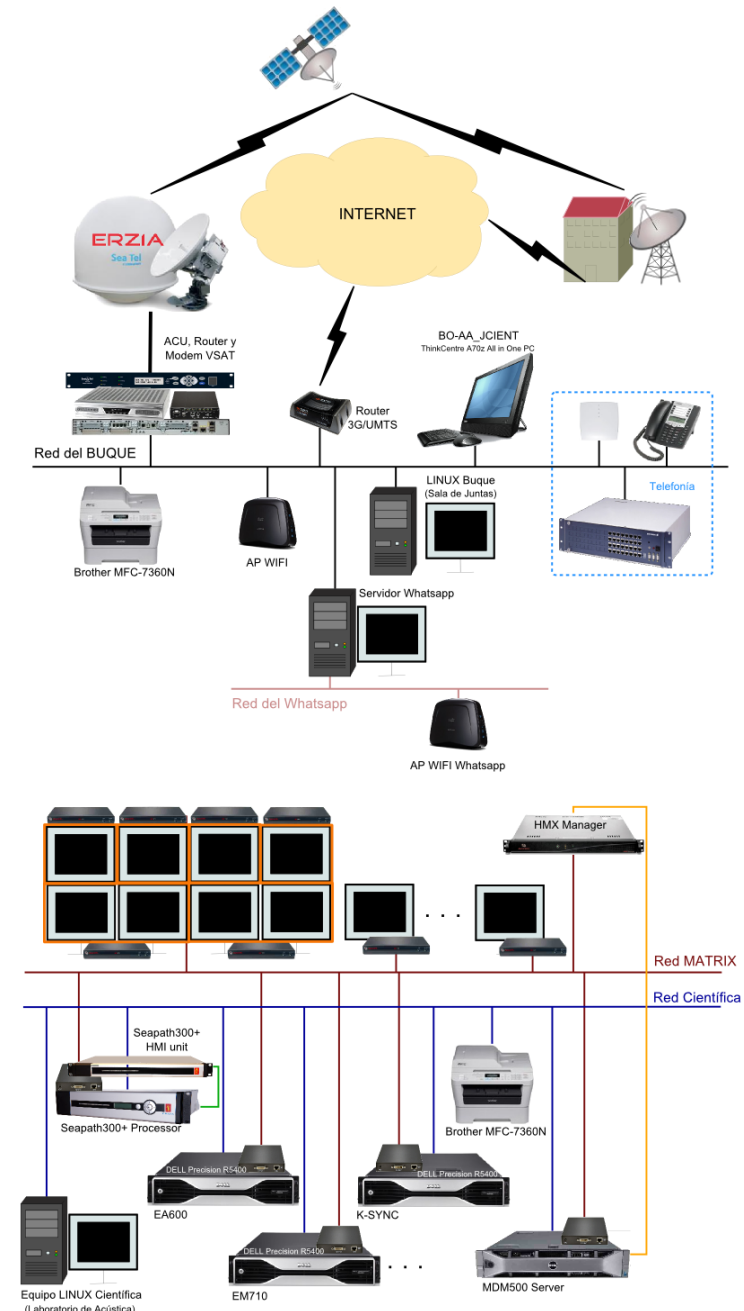 ERZIA
Sea Tel
INTERNET
ACU, Router y
Modem VSAT
BO-AA_JCIENT
ThinkCentre A70z All in One PC
Router
3G/UMTS
Red del BUQUE
LINUX Buque
(Sala de Juntas)
Telefonía
Brother MFC-7360N
AP WIFI
Servidor Whatsapp
Red del Whatsapp
AP WIFI Whatsapp
HMX Manager
Red MATRIX
Red Científica
Seapath300+
HMI unit
Seapath300+ Processor
Brother MFC-7360N
DELL Precision R5400
EA600
DELL Precision R5400
K-SYNC
DELL Precision R5400
EM710
MDM500 Server
Equipo LINUX Científica
(Laboratorio de Acústica)